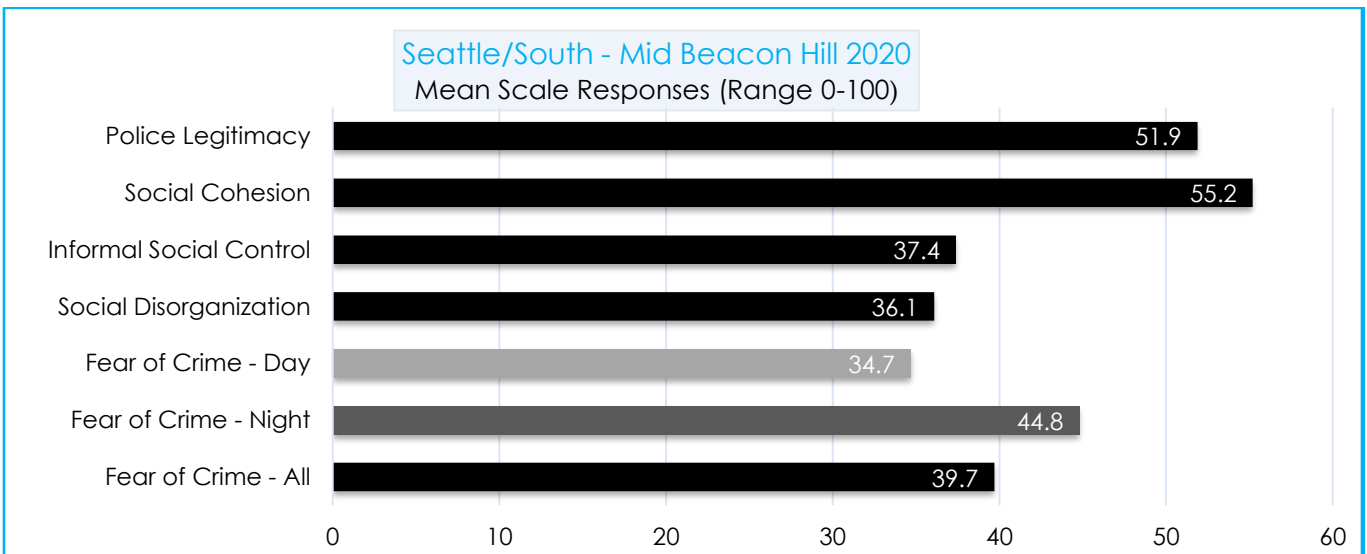 Seattle/South - Mid Beacon Hill 2020
Mean Scale Responses (Range 0-100)
Police Legitimacy 51.9
Social Cohesion 55.2
Informal Social Control 37.4
Social Disorganization 36.1
Fear of Crime - Day 34.7
Fear of Crime - Night 44.8
Fear of Crime - All 39.7
0 10 20 30 40 50 60